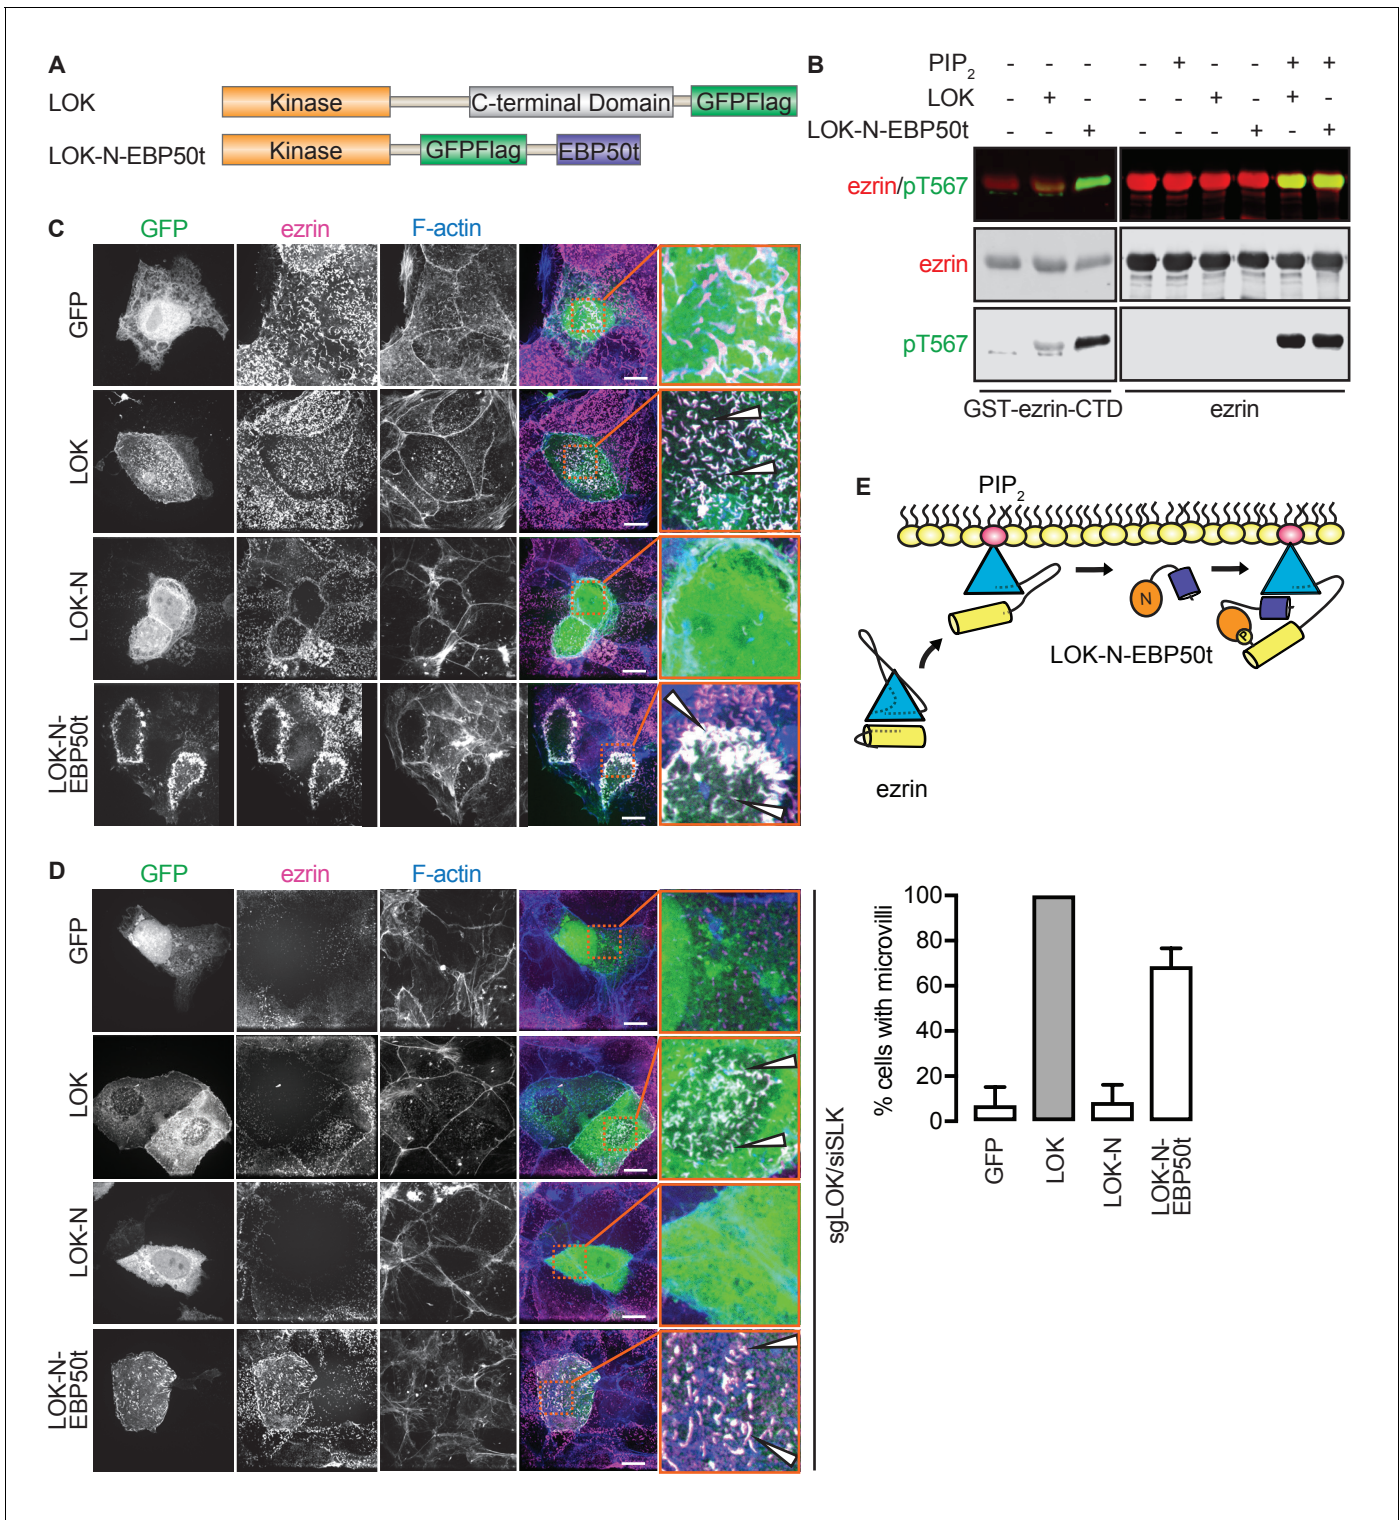 A
LOK
Kinase
C-terminal Domain
GFPFlag
LOK-N-EBP50t
Kinase
GFPFlag
EBP50t
B
PIP2 - - - - + - - + +
LOK - + - - - + - + -
LOK-N-EBP50t - - + - - - + - +
ezrin/pT567
ezrin
pT567
GST-ezrin-CTD
ezrin
C
GFP ezrin F-actin
GFP
LOK
LOK-N
LOK-N-
EBP50t
D
GFP ezrin F-actin
GFP
LOK
LOK-N
LOK-N-
EBP50t
sgLOK/siSLK
% cells with microvilli
100
80
60
40
20
0
GFP
LOK
LOK-N
LOK-N-
EBP50t
E
PIP2
N
P
LOK-N-EBP50t
ezrin